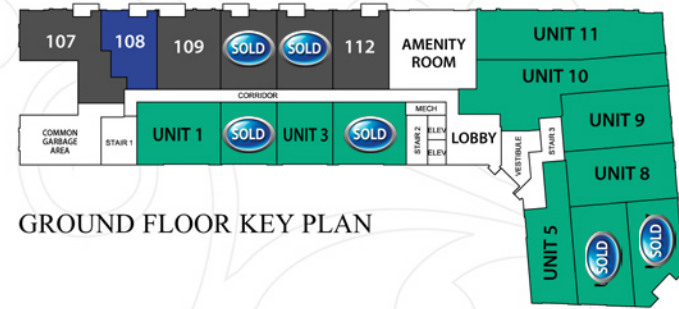 107
108
109
SOLD
SOLD
112
AMENITY
ROOM
UNIT 11
UNIT 10
CORRIDOR
COMMON
GARBAGE
AREA
STAIR 1
UNIT 1
SOLD
UNIT 3
SOLD
MECH
STAIR 2
ELEV
ELEV
LOBBY
VESTIBULE
STAIR 3
UNIT 9
UNIT 8
UNIT 5
SOLD
SOLD
GROUND FLOOR KEY PLAN